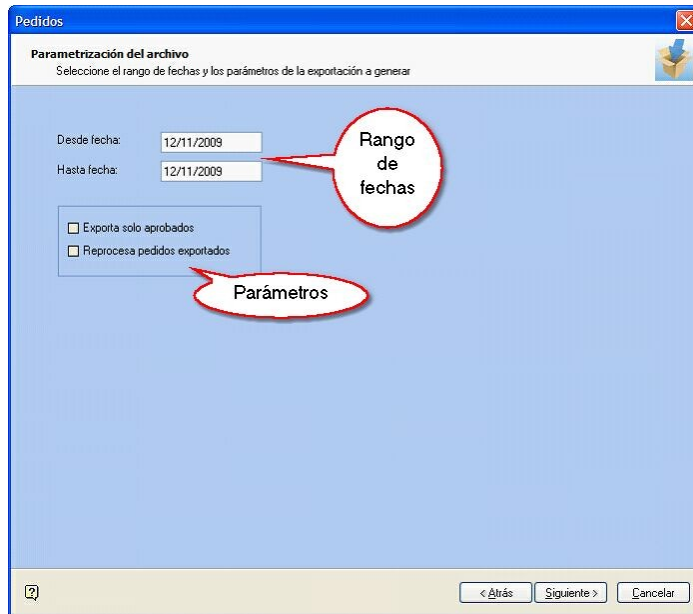 Pedidos
Parametrización del archivo
Seleccione el rango de fechas y los parámetros de la exportación a generar
Desde fecha: 12/11/2009
Hasta fecha: 12/11/2009
Rango
de
fechas
Exporta solo aprobados
Reprocesa pedidos exportados
Parámetros
?
< Atrás Siguiente > Cancelar